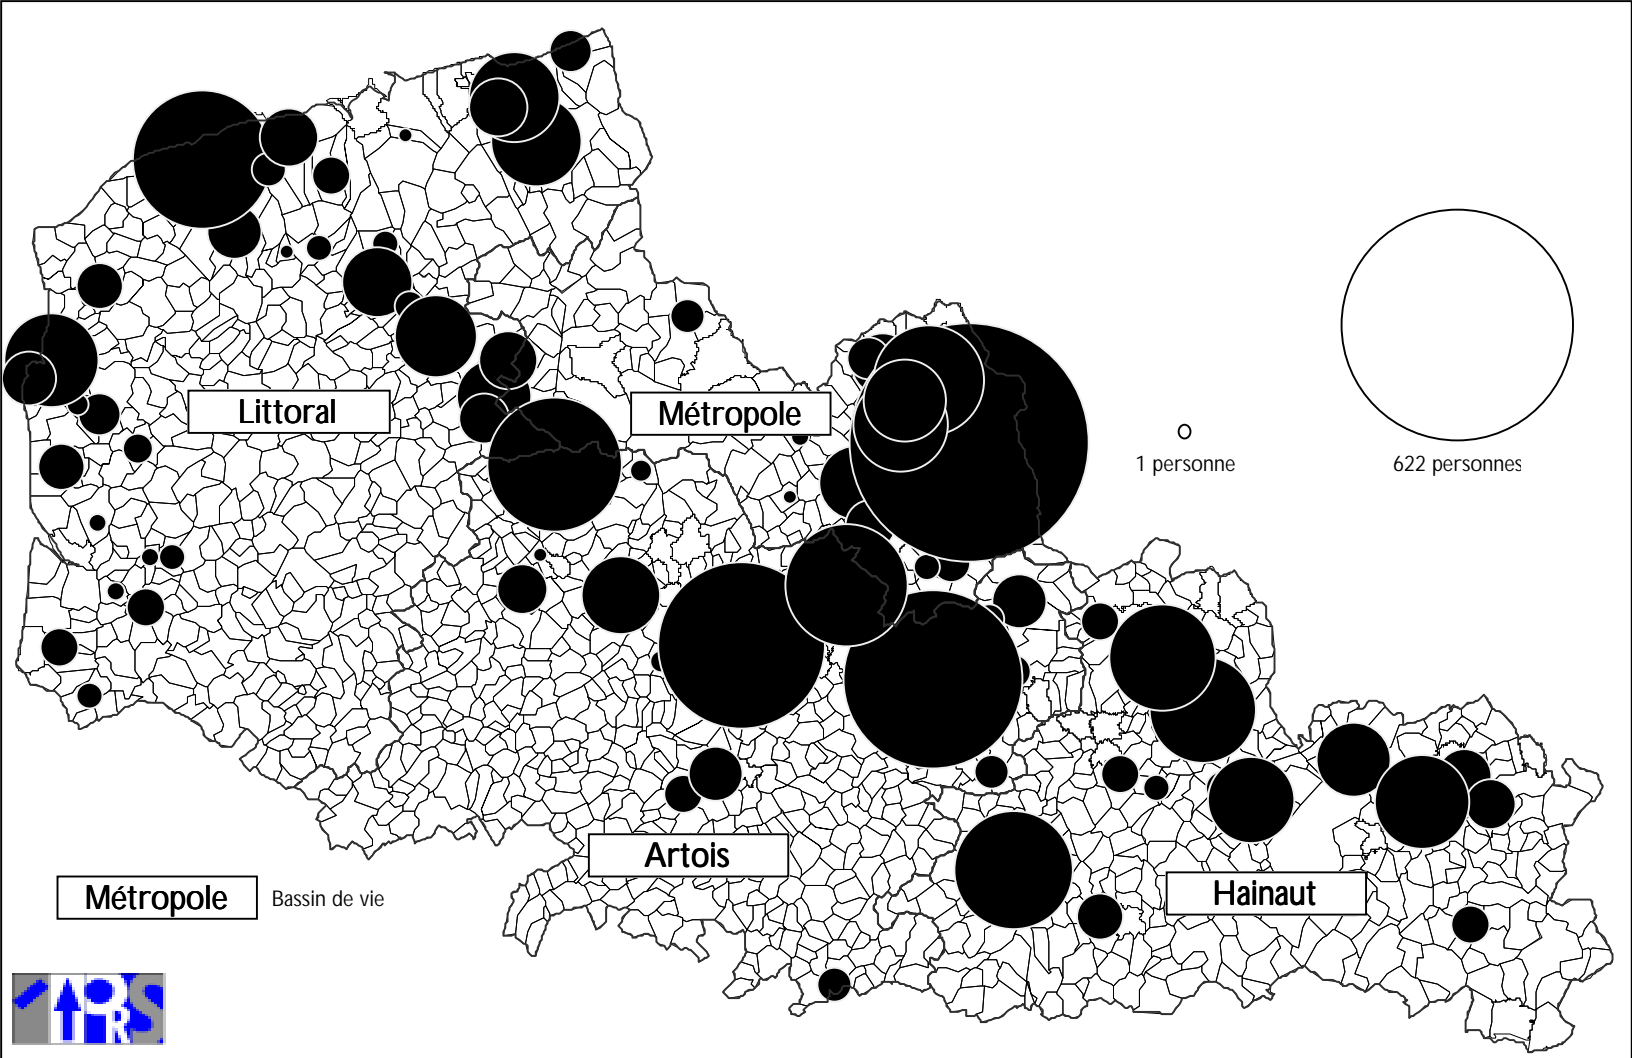 Littoral
Métropole
1 personne
622 personnes
Artois
Hainaut
Métropole
Bassin de vie
ORS